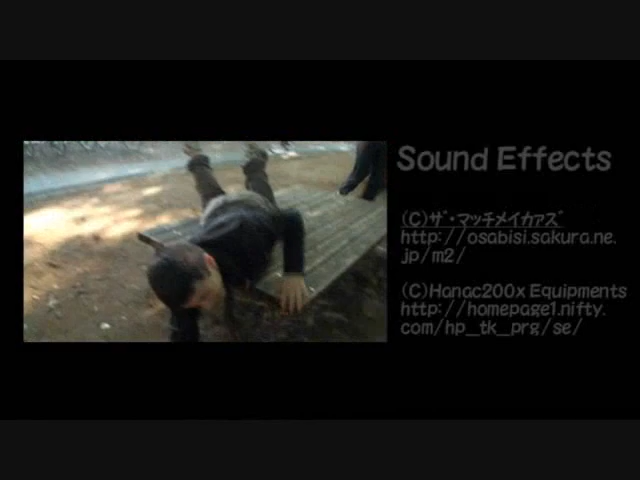 Sound Effects
(C)ｻﾞ･ﾏｯﾁﾒｲｶｧｽﾞ
http://osabisi.sakura.ne.
jp/m2/
(C)Hanac200x Equipments
http://homepage1.nifty.
com/hp_tk_prg/se/